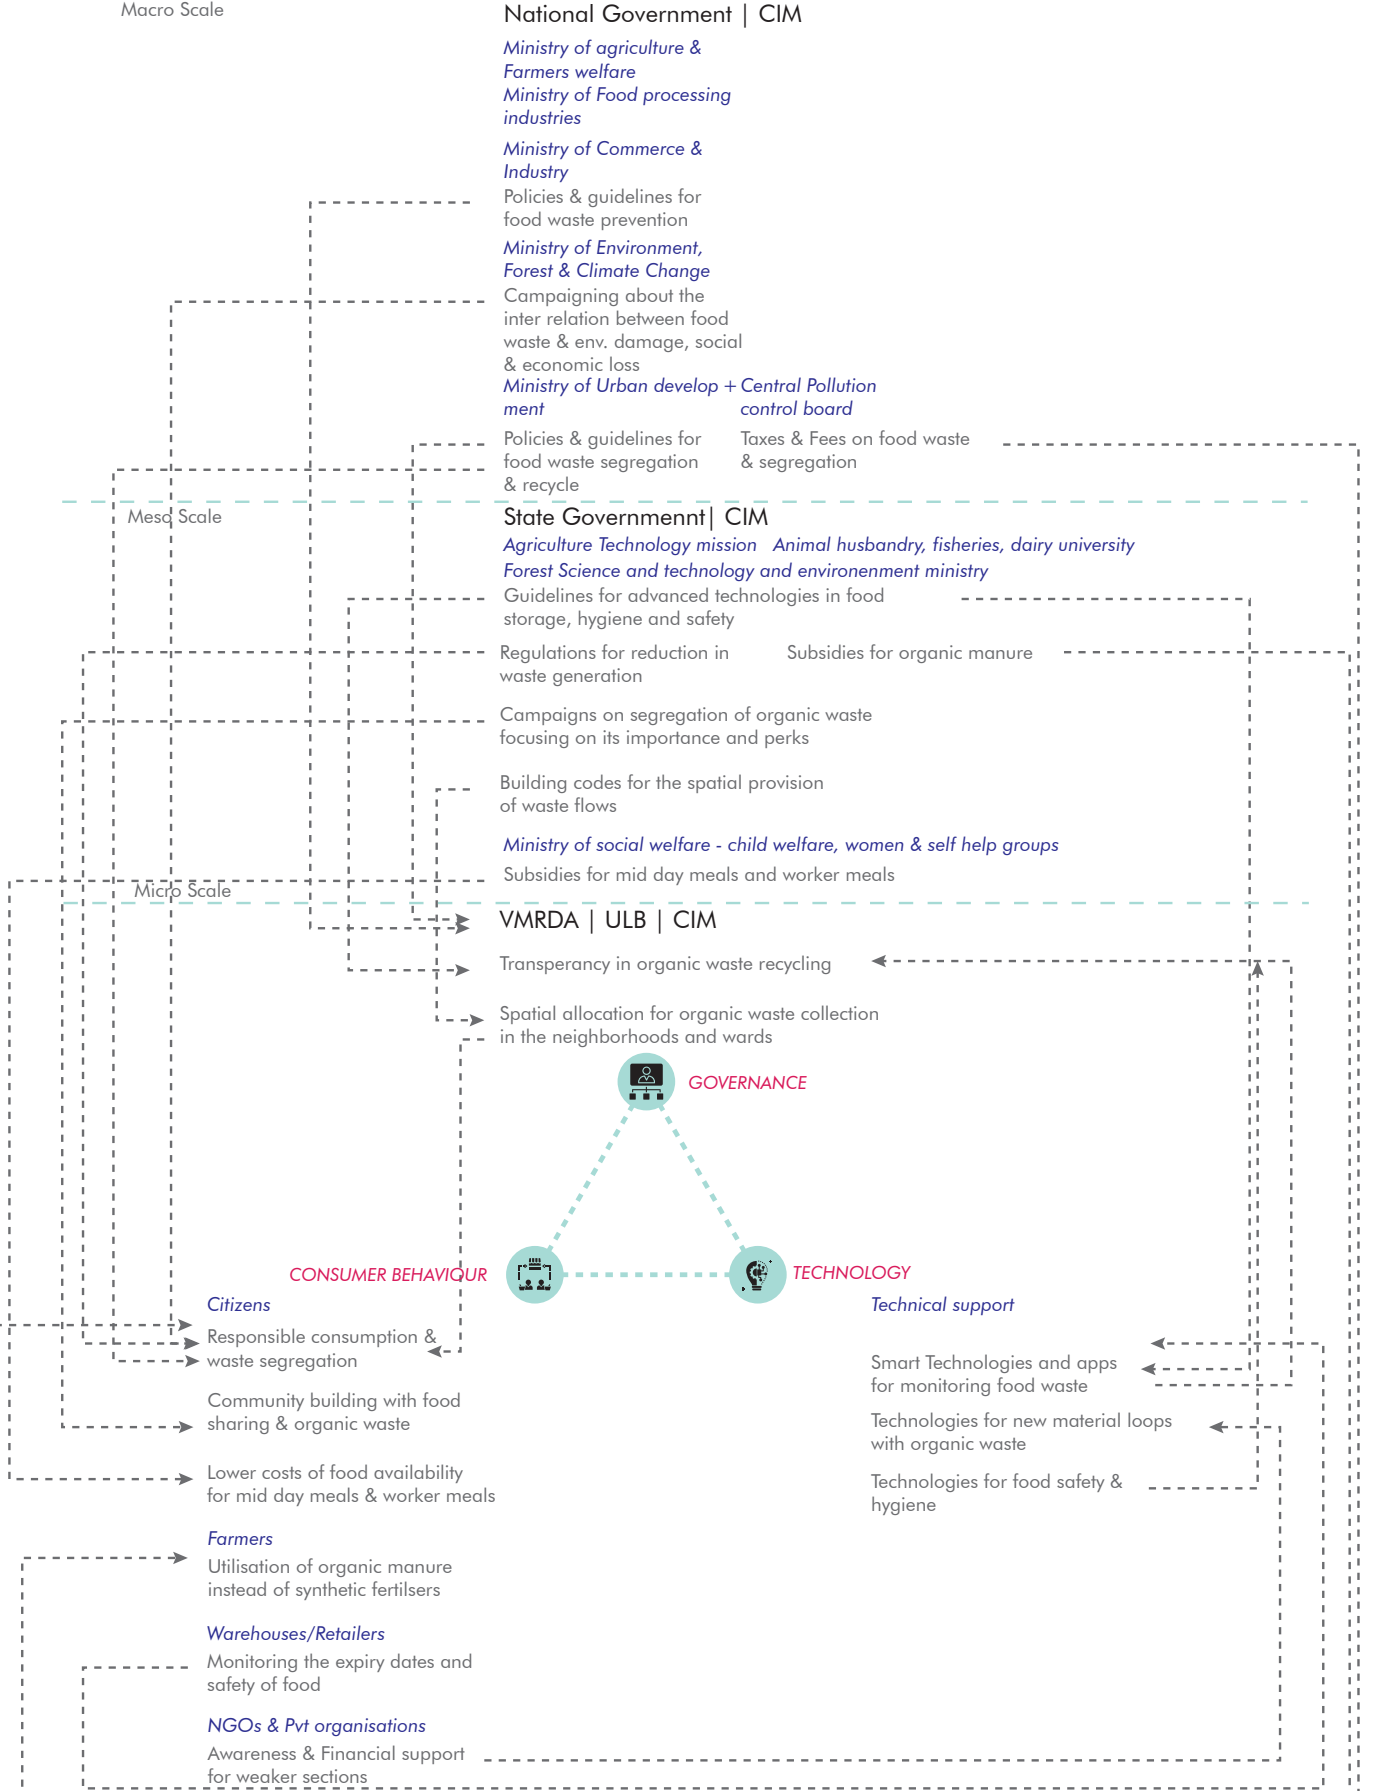 Macro Scale
National Government | CIM
Ministry of agriculture &
Farmers welfare
Ministry of Food processing
industries
Ministry of Commerce &
Industry
Policies & guidelines for
food waste prevention
Ministry of Environment,
Forest & Climate Change
Campaigning about the
inter relation between food
waste & env. damage, social
& economic loss
Ministry of Urban develop + Central Pollution
ment control board
Policies & guidelines for
food waste segregation
& recycle
Taxes & Fees on food waste
& segregation
Meso Scale
State Governmennt| CIM
Agriculture Technology mission Animal husbandry, fisheries, dairy university
Forest Science and technology and environenment ministry
Guidelines for advanced technologies in food
storage, hygiene and safety
Regulations for reduction in
waste generation
Subsidies for organic manure
Campaigns on segregation of organic waste
focusing on its importance and perks
Building codes for the spatial provision
of waste flows
Ministry of social welfare - child welfare, women & self help groups
Subsidies for mid day meals and worker meals
Micro Scale
VMRDA | ULB | CIM
Transperancy in organic waste recycling
Spatial allocation for organic waste collection
in the neighborhoods and wards
GOVERNANCE
CONSUMER BEHAVIOUR
TECHNOLOGY
Citizens
Responsible consumption &
waste segregation
Community building with food
sharing & organic waste
Lower costs of food availability
for mid day meals & worker meals
Farmers
Utilisation of organic manure
instead of synthetic fertilsers
Warehouses/Retailers
Monitoring the expiry dates and
safety of food
NGOs & Pvt organisations
Awareness & Financial support
for weaker sections
Technical support
Smart Technologies and apps
for monitoring food waste
Technologies for new material loops
with organic waste
Technologies for food safety &
hygiene